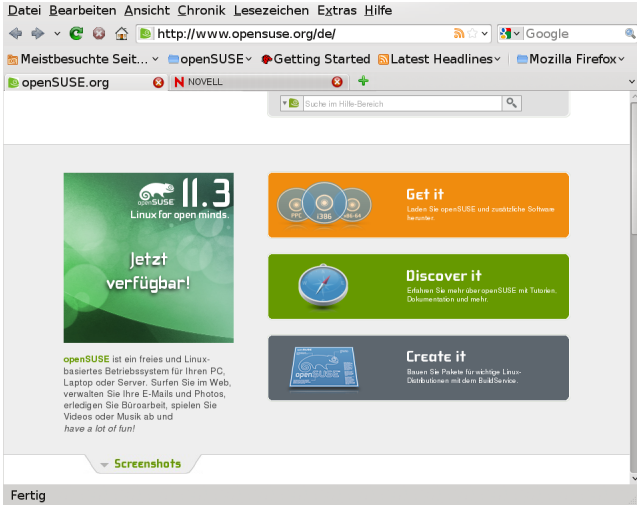 Datei Bearbeiten Ansicht Chronik Lesezeichen Extras Hilfe
http://www.opensuse.org/de/
Google
Meistbesuchte Seit...
openSUSE
Getting Started
Latest Headlines
Mozilla Firefox
openSUSE.org
N NOVELL
Suche im Hilfe-Bereich
openSUSE 11.3
Linux for open minds.
Jetzt
verfügbar!
Get it
Laden Sie openSUSE und zusätzliche Software
herunter.
PPC
i386
x86-64
Discover it
Erfahren Sie mehr über openSUSE mit Tutorien,
Dokumentation und mehr.
Create it
Bauen Sie Pakete für wichtige Linux-
Distributionen mit dem BuildService.
openSUSE
openSUSE ist ein freies und Linux-
basiertes Betriebssystem für Ihren PC,
Laptop oder Server. Surfen Sie im Web,
verwalten Sie Ihre E-Mails und Photos,
erledigen Sie Büroarbeit, spielen Sie
Videos oder Musik ab und
have a lot of fun!
Screenshots
Fertig